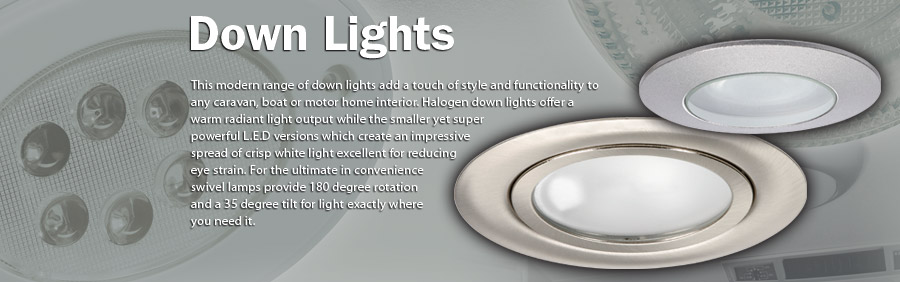 Down Lights
This modern range of down lights add a touch of style and functionality to
any caravan, boat or motor home interior. Halogen down lights offer a
warm radiant light output while the smaller yet super
powerful L.E.D versions which create an impressive
spread of crisp white light excellent for reducing
eye strain. For the ultimate in convenience
swivel lamps provide 180 degree rotation
and a 35 degree tilt for light exactly where
you need it.